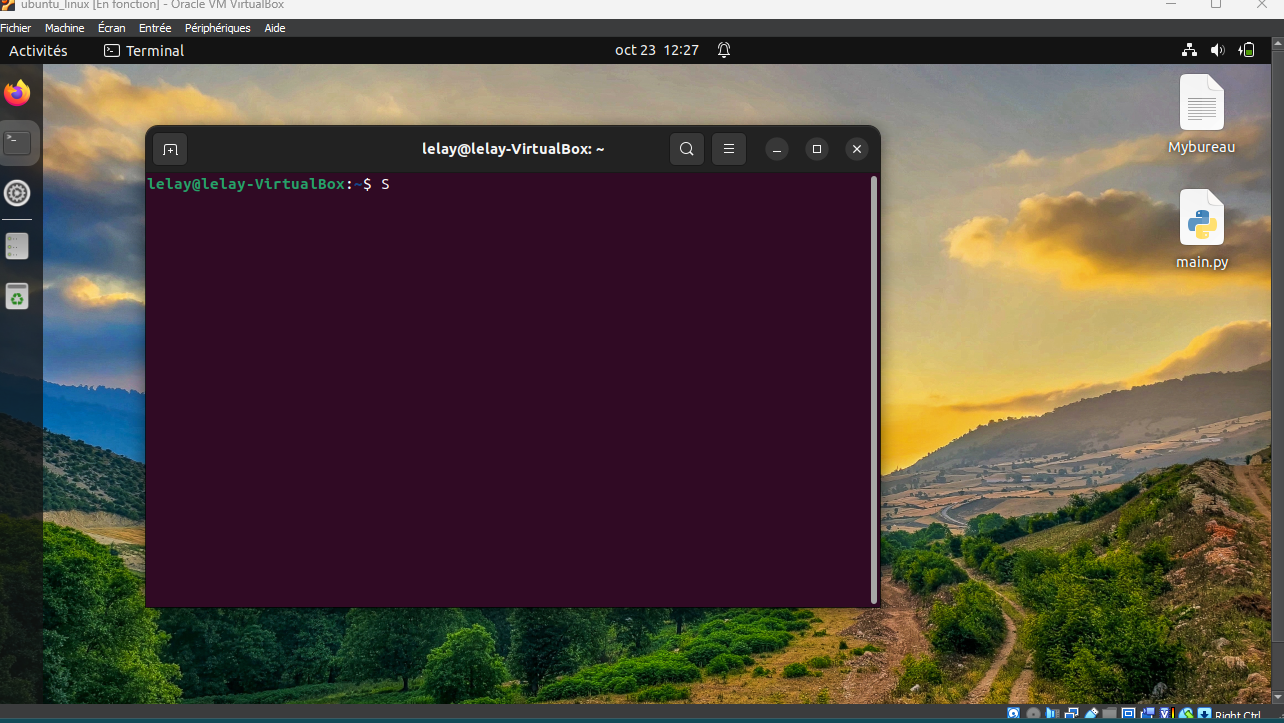 ubuntu_linux [En fonction] - Oracle VM VirtualBox
Fichier Machine Écran Entrée Périphériques Aide
Activités Terminal oct 23 12:27
Mybureau
main.py
lelay@lelay-VirtualBox: ~
lelay@lelay-VirtualBox:~$ S
Right Ctrl